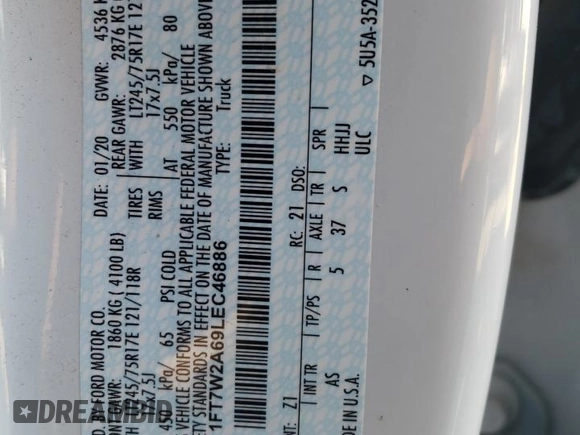 FORD MOTOR CO.
DATE: 01/20 GVWR: 4536 K
1860 KG ( 4100 LB) REAR GAWR: 2876 KG
LT245/75R17E 121/118R TIRES WITH LT245/75R17E 12
17x7.5J RIMS 17x7.5J
kPa/ 65 PSI COLD AT 550 kPa/ 80
VEHICLE CONFORMS TO ALL APPLICABLE FEDERAL MOTOR VEHICLE
STANDARDS IN EFFECT ON THE DATE OF MANUFACTURE SHOWN ABOVE
1FT7W2A69LEC46886 TYPE: Truck
NT: Z1 RC: 21 DSO:
INT TR TP/PS R AXLE TR SPR
AS 5 37 S HHJJ
ULC
DE IN U.S.A. ▽ 5U5A-352
DREAMBID